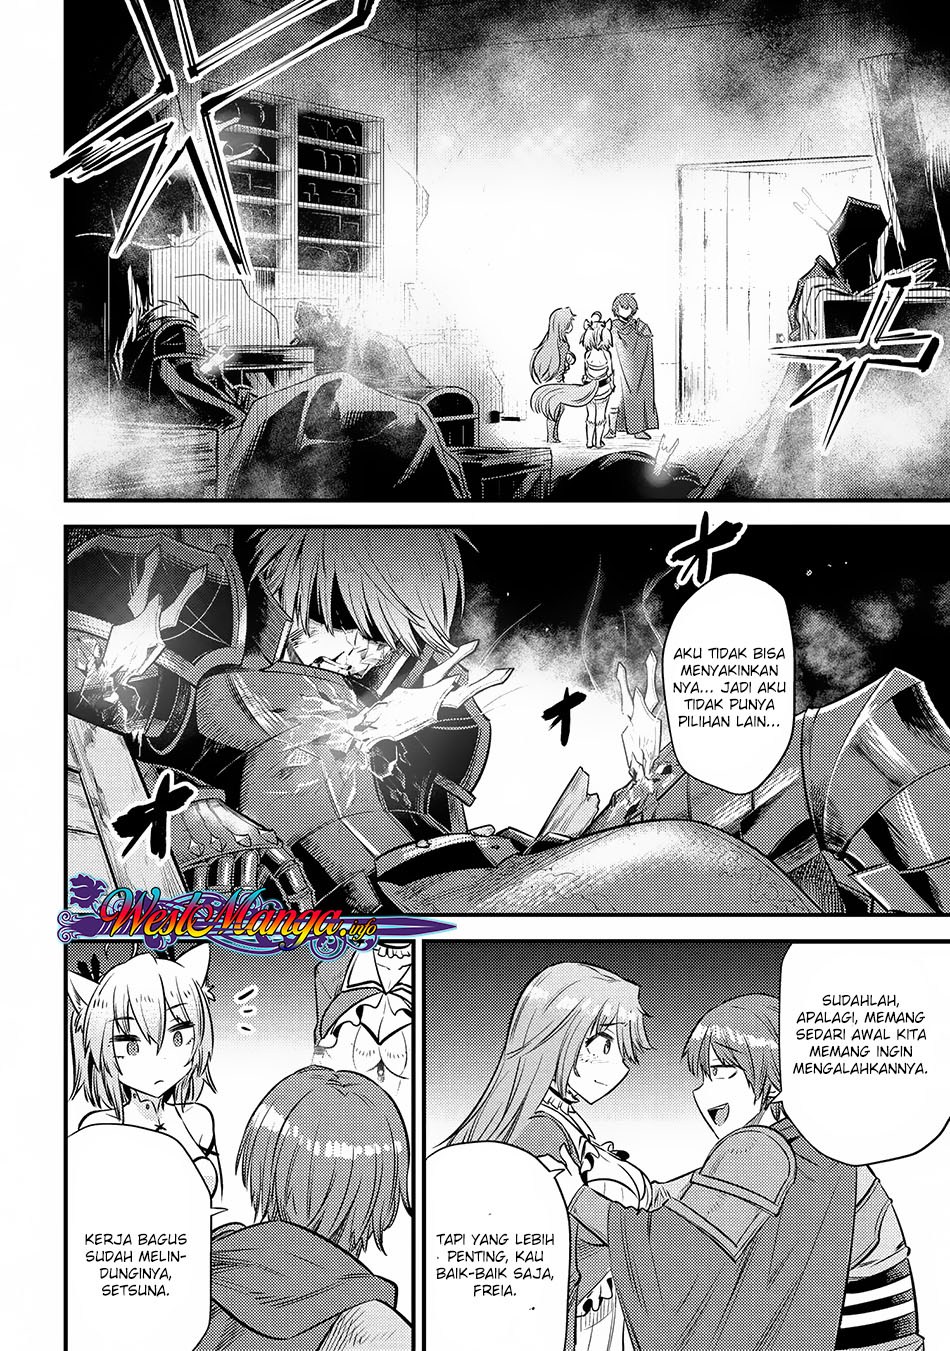 AKU TIDAK BISA
MENYAKINKAN
NYA... JADI AKU
TIDAK PUNYA
PILIHAN LAIN...
WestManga.info
SUDAHLAH,
APALAGI, MEMANG
SEDARI AWAL KITA
MEMANG INGIN
MENGALAHKANNYA.
TAPI YANG LEBIH
PENTING, KAU
BAIK-BAIK SAJA,
FREIA.
KERJA BAGUS
SUDAH MELIN-
DUNGINYA,
SETSUNA.